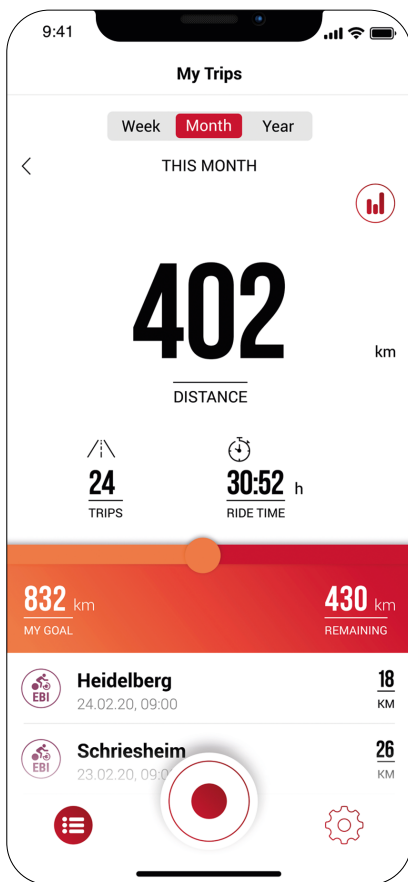 9:41
My Trips
Week Month Year
THIS MONTH
402 km
DISTANCE
24 30:52 h
TRIPS RIDE TIME
832 km 430 km
MY GOAL REMAINING
EBI Heidelberg 18
24.02.20, 09:00 KM
EBI Schriesheim 26
23.02.20, KM